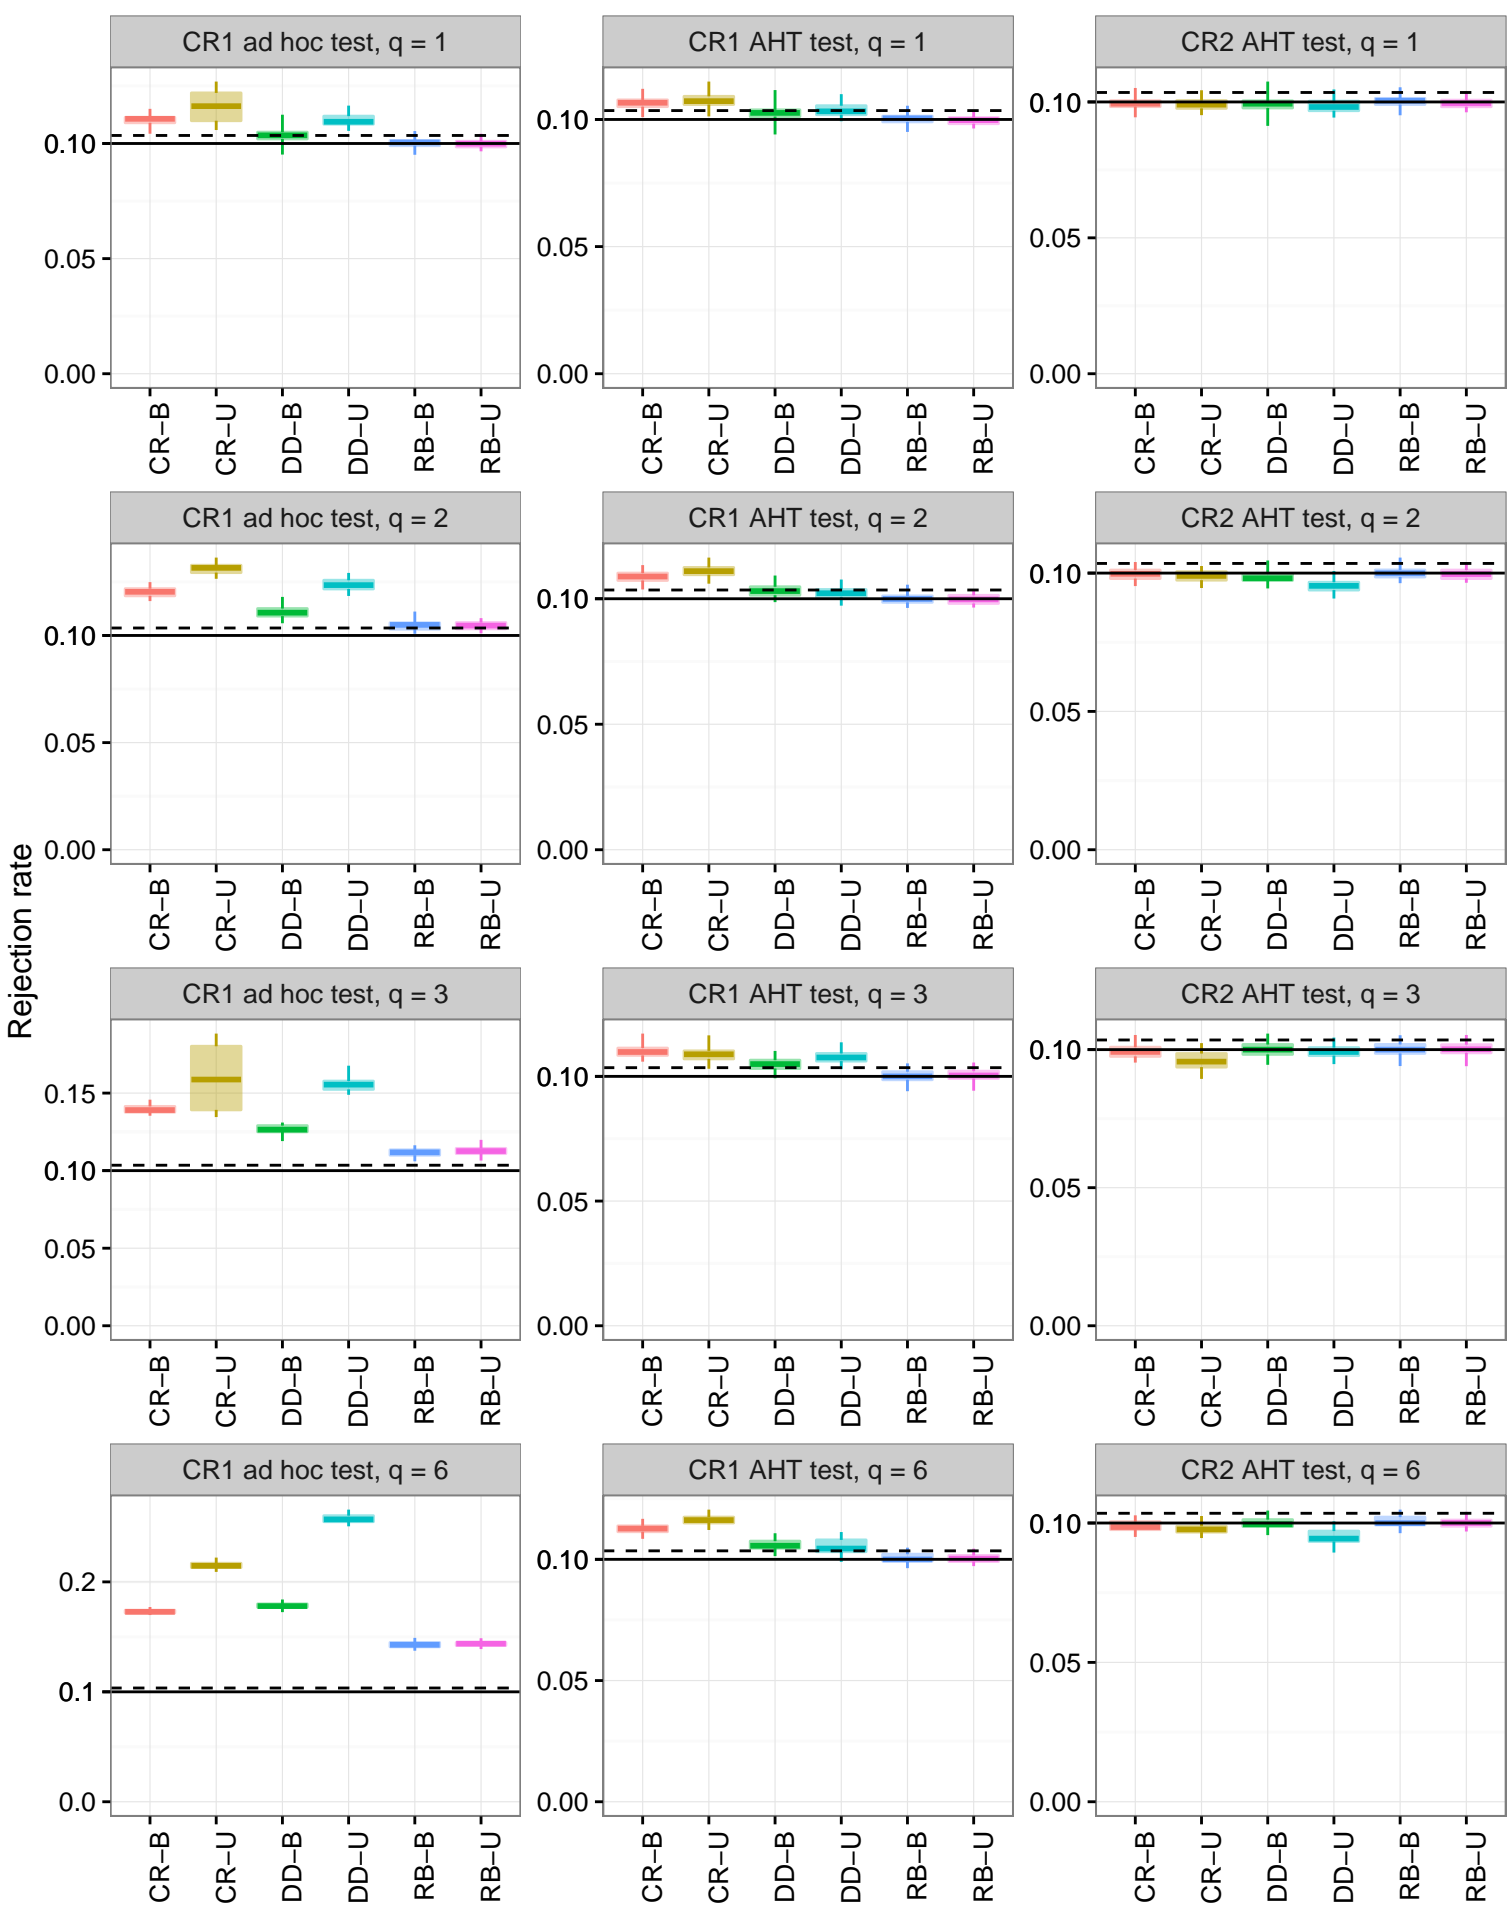 Rejection rate
CR1 ad hoc test, q = 1
0.10
0.05
0.00
CR−B
CR−U
DD−B
DD−U
RB−B
RB−U
CR1 AHT test, q = 1
0.10
0.05
0.00
CR−B
CR−U
DD−B
DD−U
RB−B
RB−U
CR2 AHT test, q = 1
0.10
0.05
0.00
CR−B
CR−U
DD−B
DD−U
RB−B
RB−U
CR1 ad hoc test, q = 2
0.10
0.05
0.00
CR−B
CR−U
DD−B
DD−U
RB−B
RB−U
CR1 AHT test, q = 2
0.10
0.05
0.00
CR−B
CR−U
DD−B
DD−U
RB−B
RB−U
CR2 AHT test, q = 2
0.10
0.05
0.00
CR−B
CR−U
DD−B
DD−U
RB−B
RB−U
CR1 ad hoc test, q = 3
0.15
0.10
0.05
0.00
CR−B
CR−U
DD−B
DD−U
RB−B
RB−U
CR1 AHT test, q = 3
0.10
0.05
0.00
CR−B
CR−U
DD−B
DD−U
RB−B
RB−U
CR2 AHT test, q = 3
0.10
0.05
0.00
CR−B
CR−U
DD−B
DD−U
RB−B
RB−U
CR1 ad hoc test, q = 6
0.2
0.1
0.0
CR−B
CR−U
DD−B
DD−U
RB−B
RB−U
CR1 AHT test, q = 6
0.10
0.05
0.00
CR−B
CR−U
DD−B
DD−U
RB−B
RB−U
CR2 AHT test, q = 6
0.10
0.05
0.00
CR−B
CR−U
DD−B
DD−U
RB−B
RB−U